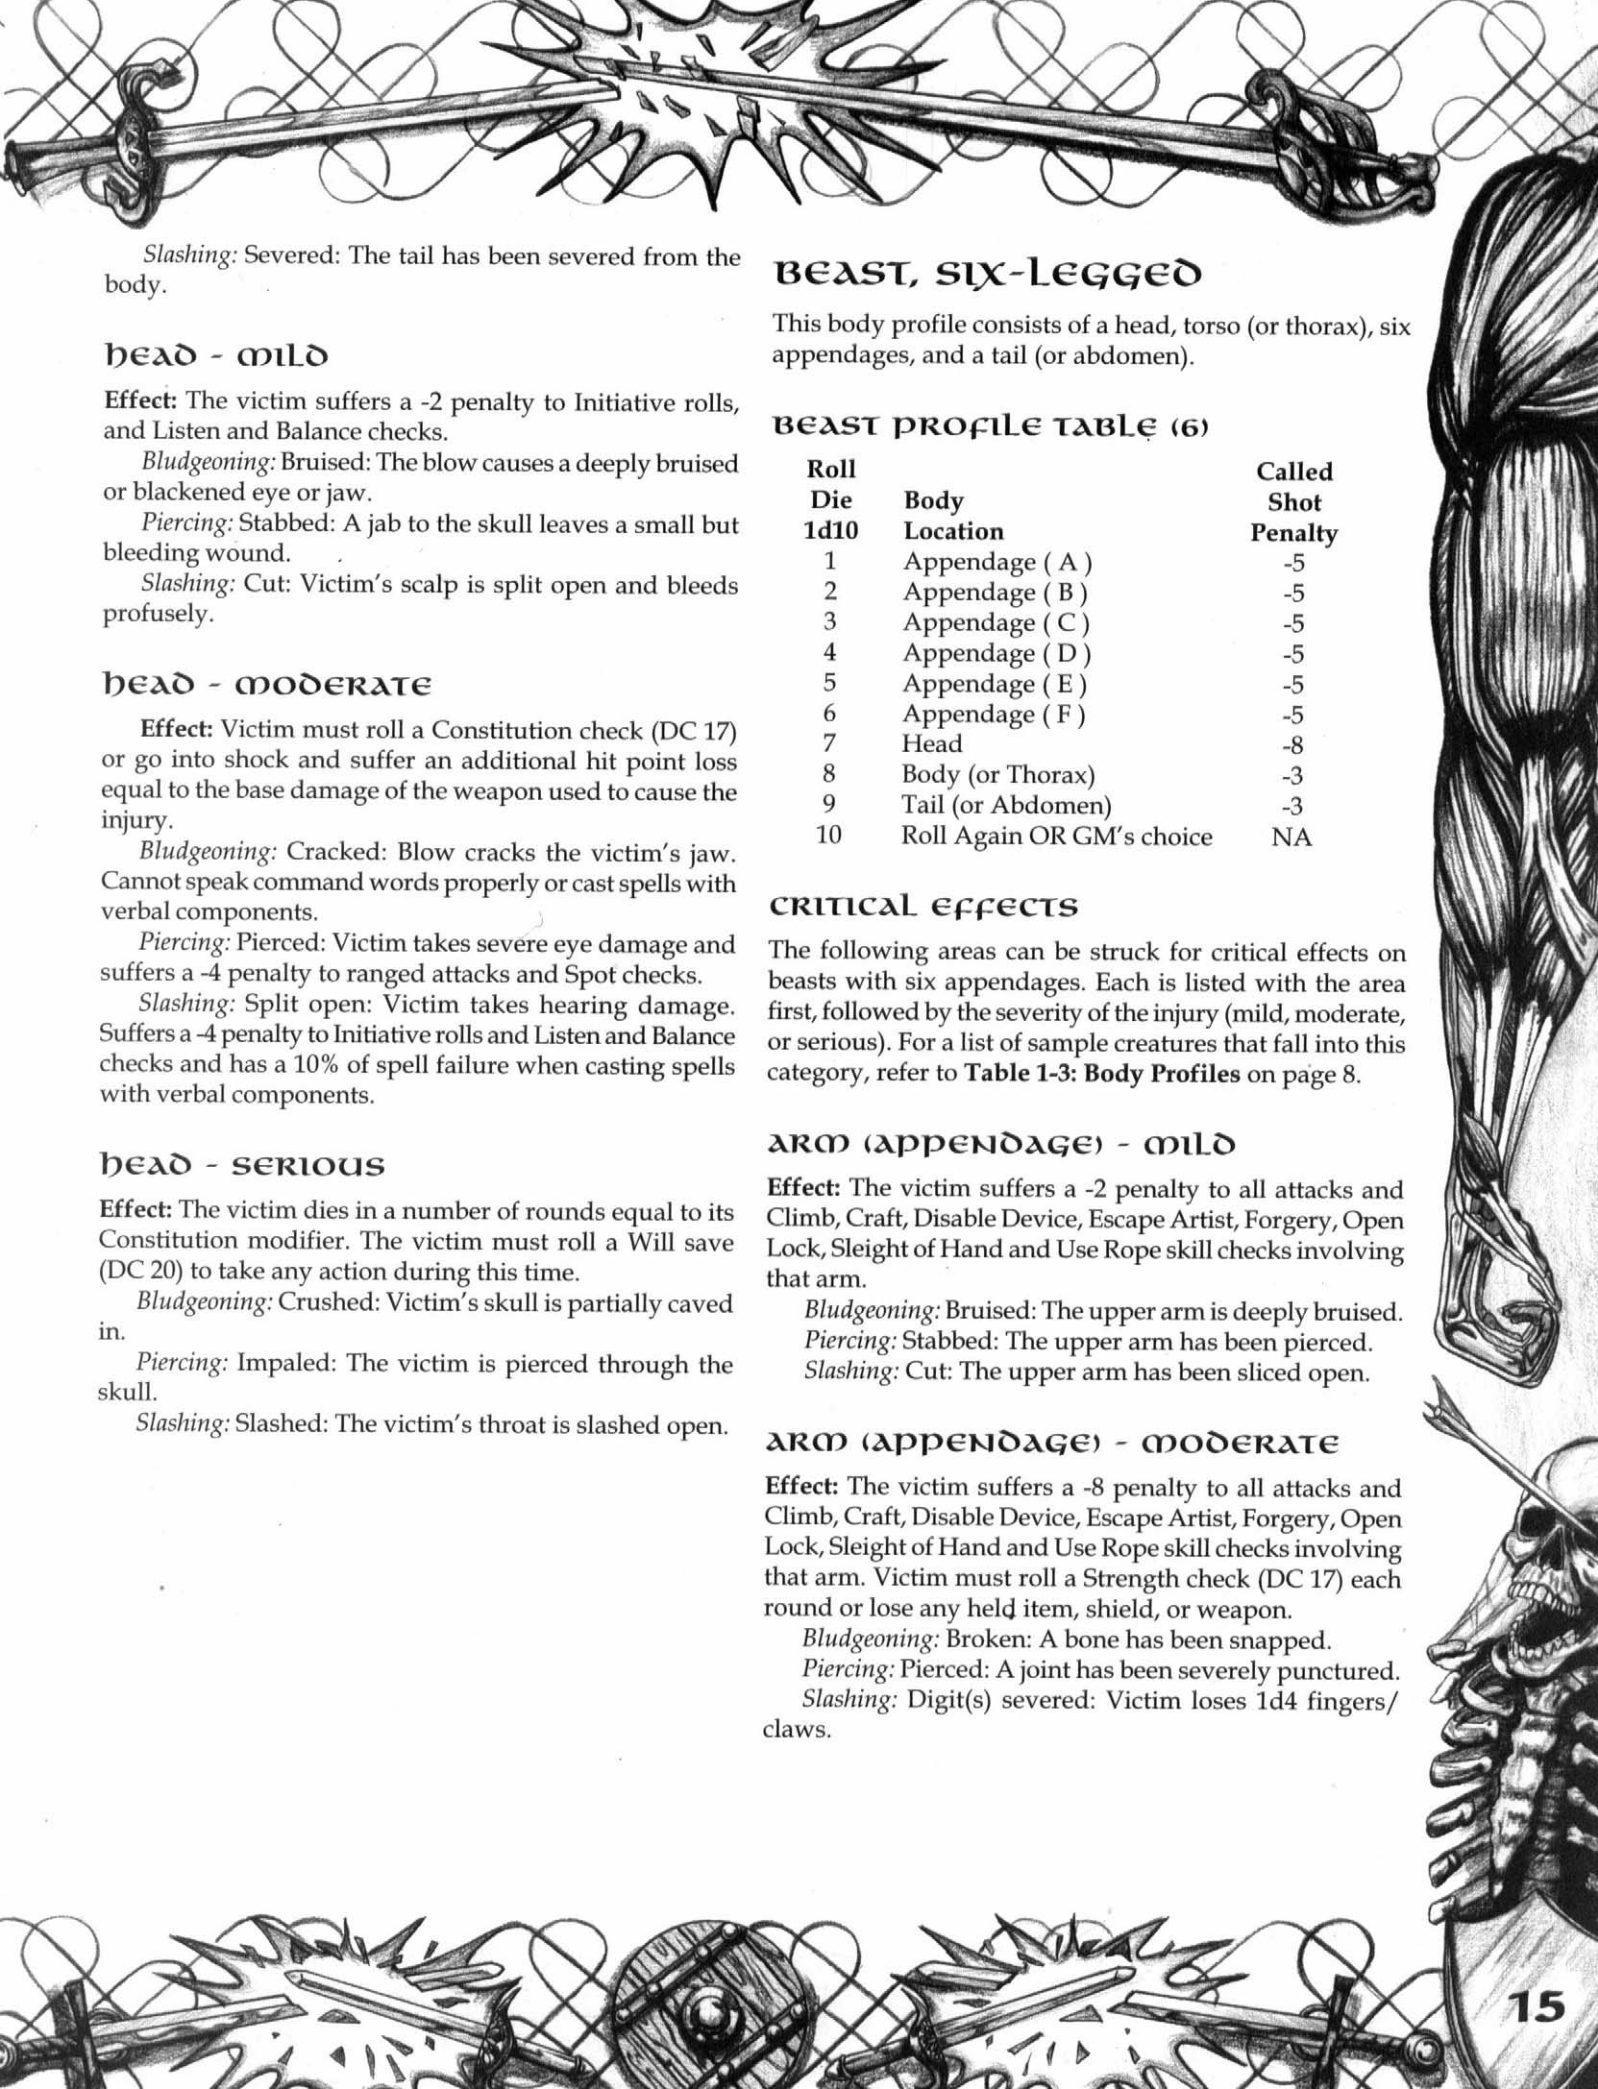 Slashing: Severed: The tail has been severed from the
body.
Head - Mild
Effect: The victim suffers a -2 penalty to Initiative rolls,
and Listen and Balance checks.
Bludgeoning: Bruised: The blow causes a deeply bruised
or blackened eye or jaw.
Piercing: Stabbed: A jab to the skull leaves a small but
bleeding wound.
Slashing: Cut: Victim's scalp is split open and bleeds
profusely.
Head - Moderate
Effect: Victim must roll a Constitution check (DC 17)
or go into shock and suffer an additional hit point loss
equal to the base damage of the weapon used to cause the
injury.
Bludgeoning: Cracked: Blow cracks the victim's jaw.
Cannot speak command words properly or cast spells with
verbal components.
Piercing: Pierced: Victim takes severe eye damage and
suffers a -4 penalty to ranged attacks and Spot checks.
Slashing: Split open: Victim takes hearing damage.
Suffers a -4 penalty to Initiative rolls and Listen and Balance
checks and has a 10% of spell failure when casting spells
with verbal components.
Head - Serious
Effect: The victim dies in a number of rounds equal to its
Constitution modifier. The victim must roll a Will save
(DC 20) to take any action during this time.
Bludgeoning: Crushed: Victim's skull is partially caved
in.
Piercing: Impaled: The victim is pierced through the
skull.
Slashing: Slashed: The victim's throat is slashed open.
Beast, Six-Legged
This body profile consists of a head, torso (or thorax), six
appendages, and a tail (or abdomen).
Beast Profile Table (6)
Roll Called
Die Body Shot
1d10 Location Penalty
1 Appendage ( A ) -5
2 Appendage ( B ) -5
3 Appendage ( C ) -5
4 Appendage ( D ) -5
5 Appendage ( E ) -5
6 Appendage ( F ) -5
7 Head -8
8 Body (or Thorax) -3
9 Tail (or Abdomen) -3
10 Roll Again OR GM's choice NA
Critical Effects
The following areas can be struck for critical effects on
beasts with six appendages. Each is listed with the area
first, followed by the severity of the injury (mild, moderate,
or serious). For a list of sample creatures that fall into this
category, refer to Table 1-3: Body Profiles on page 8.
Arm (Appendage) - Mild
Effect: The victim suffers a -2 penalty to all attacks and
Climb, Craft, Disable Device, Escape Artist, Forgery, Open
Lock, Sleight of Hand and Use Rope skill checks involving
that arm.
Bludgeoning: Bruised: The upper arm is deeply bruised.
Piercing: Stabbed: The upper arm has been pierced.
Slashing: Cut: The upper arm has been sliced open.
Arm (Appendage) - Moderate
Effect: The victim suffers a -8 penalty to all attacks and
Climb, Craft, Disable Device, Escape Artist, Forgery, Open
Lock, Sleight of Hand and Use Rope skill checks involving
that arm. Victim must roll a Strength check (DC 17) each
round or lose any held item, shield, or weapon.
Bludgeoning: Broken: A bone has been snapped.
Piercing: Pierced: A joint has been severely punctured.
Slashing: Digit(s) severed: Victim loses 1d4 fingers/
claws.
15